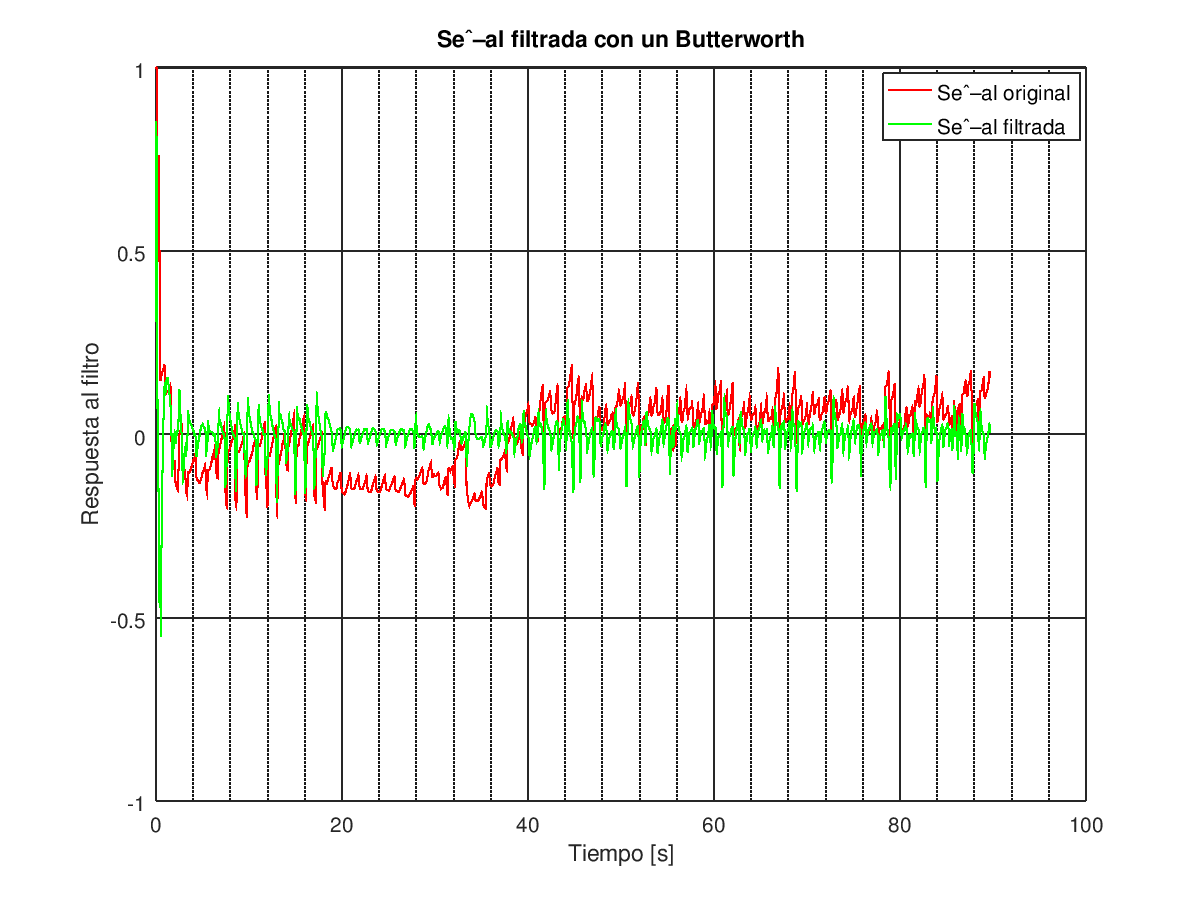 Seˆ–al filtrada con un Butterworth
Seˆ–al original
Seˆ–al filtrada
Respuesta al filtro
1
0.5
0
-0.5
-1
0 20 40 60 80 100
Tiempo [s]